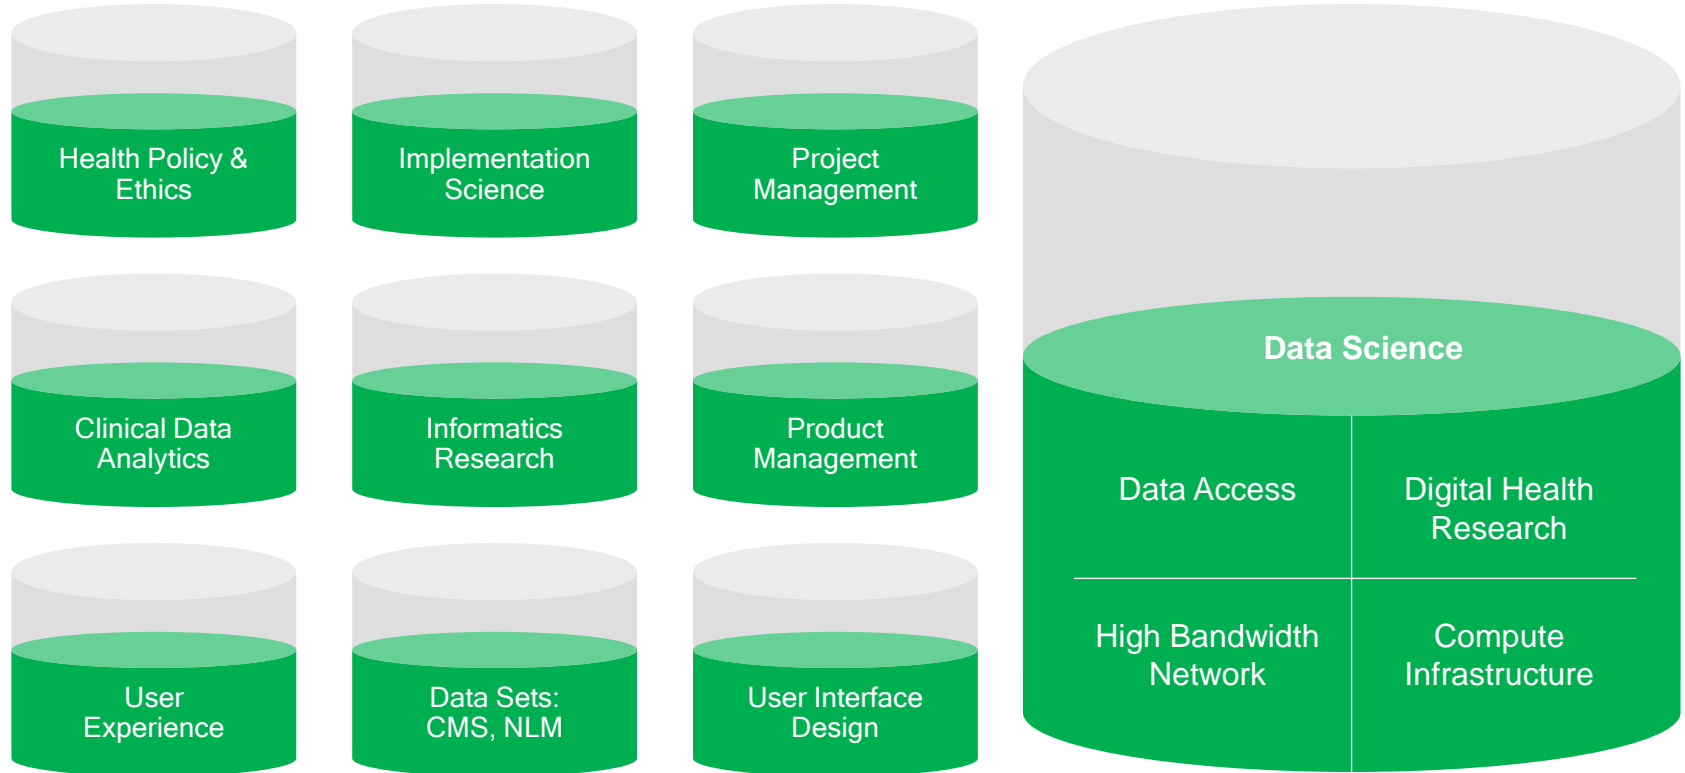 Health Policy &
Ethics
Implementation
Science
Project
Management
Clinical Data
Analytics
Informatics
Research
Product
Management
User
Experience
Data Sets:
CMS, NLM
User Interface
Design
Data Science
Data Access
Digital Health
Research
High Bandwidth
Network
Compute
Infrastructure